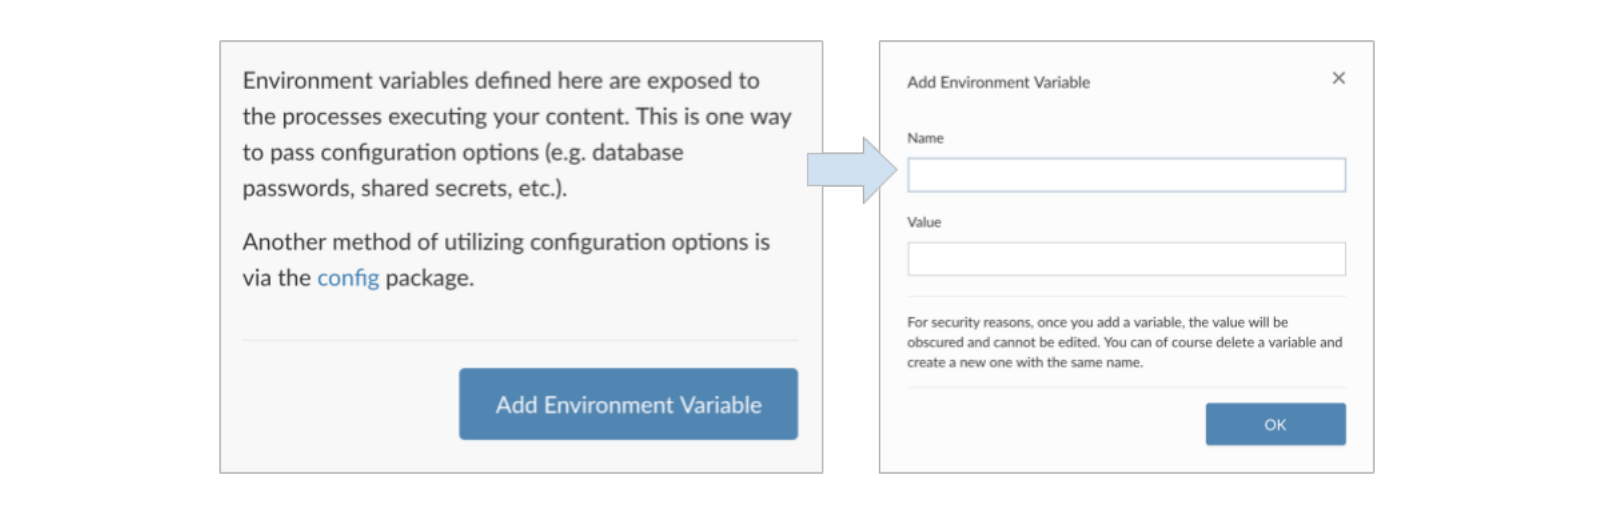 Environment variables defined here are exposed to
the processes executing your content. This is one way
to pass configuration options (e.g. database
passwords, shared secrets, etc.).
Another method of utilizing configuration options is
via the config package.
Add Environment Variable
Add Environment Variable
×
Name
Value
For security reasons, once you add a variable, the value will be
obscured and cannot be edited. You can of course delete a variable and
create a new one with the same name.
OK